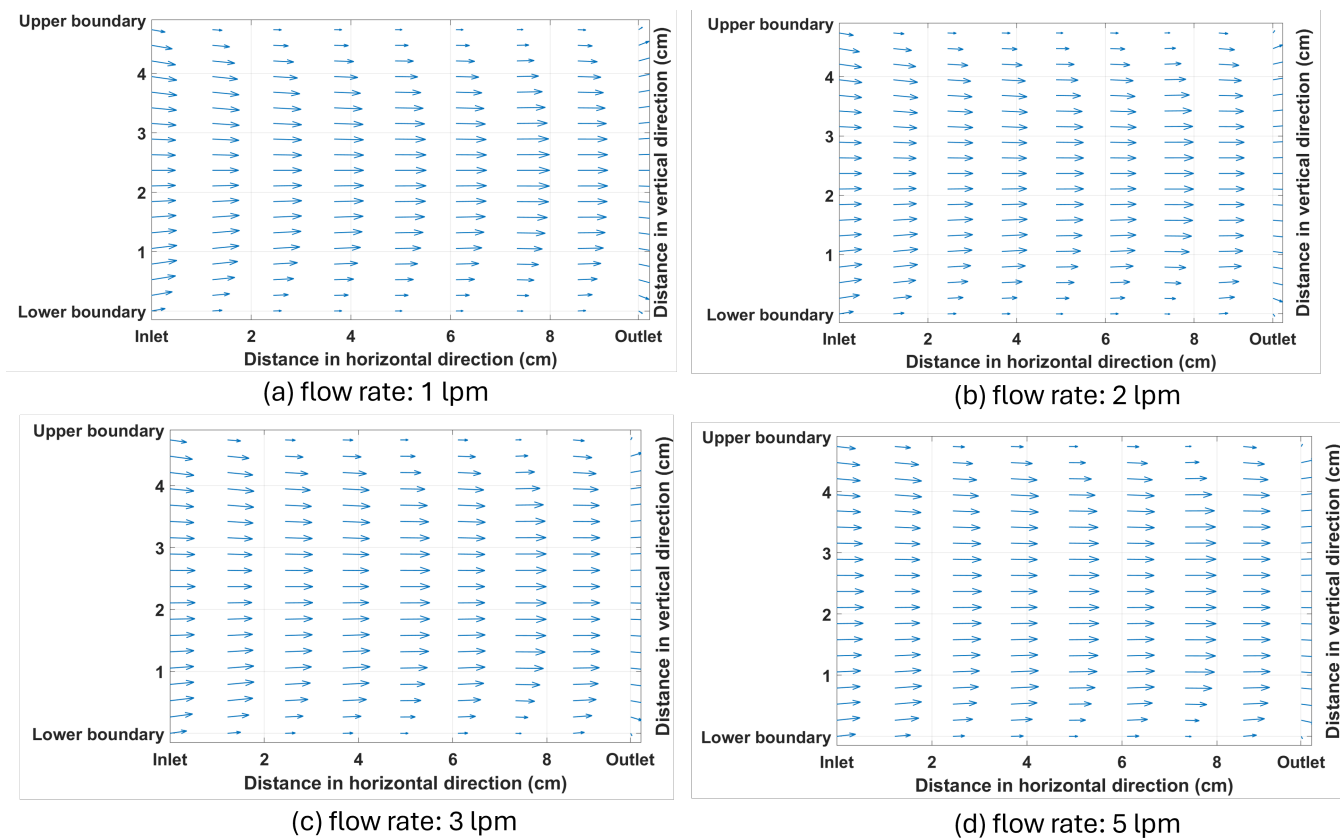 Upper boundary
4
3
2
1
Lower boundary
Inlet 2 4 6 8 Outlet
Distance in horizontal direction (cm)
Distance in vertical direction (cm)
(a) flow rate: 1 lpm
Upper boundary
4
3
2
1
Lower boundary
Inlet 2 4 6 8 Outlet
Distance in horizontal direction (cm)
Distance in vertical direction (cm)
(b) flow rate: 2 lpm
Upper boundary
4
3
2
1
Lower boundary
Inlet 2 4 6 8 Outlet
Distance in horizontal direction (cm)
Distance in vertical direction (cm)
(c) flow rate: 3 lpm
Upper boundary
4
3
2
1
Lower boundary
Inlet 2 4 6 8 Outlet
Distance in horizontal direction (cm)
Distance in vertical direction (cm)
(d) flow rate: 5 lpm